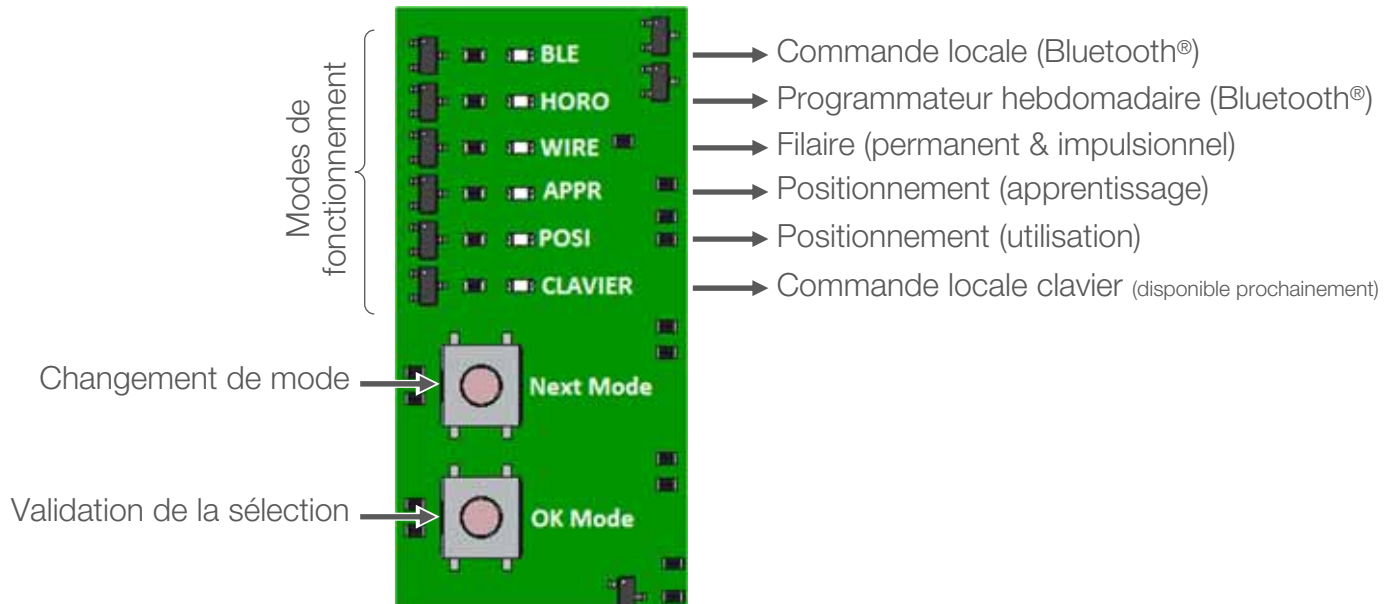 Modes de
fonctionnement
BLE
Commande locale (Bluetooth®)
HORO
Programmateur hebdomadaire (Bluetooth®)
WIRE
Filaire (permanent & impulsionnel)
APPR
Positionnement (apprentissage)
POSI
Positionnement (utilisation)
CLAVIER
Commande locale clavier (disponible prochainement)
Changement de mode
Next Mode
Validation de la sélection
OK Mode